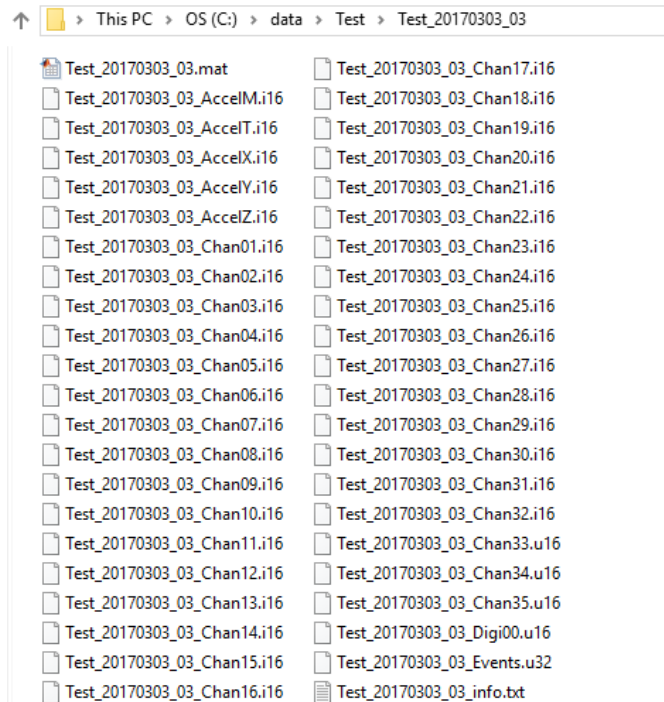 This PC > OS (C:) > data > Test > Test_20170303_03
Test_20170303_03.mat
Test_20170303_03_AccelM.i16
Test_20170303_03_AccelT.i16
Test_20170303_03_AccelX.i16
Test_20170303_03_AccelY.i16
Test_20170303_03_AccelZ.i16
Test_20170303_03_Chan01.i16
Test_20170303_03_Chan02.i16
Test_20170303_03_Chan03.i16
Test_20170303_03_Chan04.i16
Test_20170303_03_Chan05.i16
Test_20170303_03_Chan06.i16
Test_20170303_03_Chan07.i16
Test_20170303_03_Chan08.i16
Test_20170303_03_Chan09.i16
Test_20170303_03_Chan10.i16
Test_20170303_03_Chan11.i16
Test_20170303_03_Chan12.i16
Test_20170303_03_Chan13.i16
Test_20170303_03_Chan14.i16
Test_20170303_03_Chan15.i16
Test_20170303_03_Chan16.i16
Test_20170303_03_Chan17.i16
Test_20170303_03_Chan18.i16
Test_20170303_03_Chan19.i16
Test_20170303_03_Chan20.i16
Test_20170303_03_Chan21.i16
Test_20170303_03_Chan22.i16
Test_20170303_03_Chan23.i16
Test_20170303_03_Chan24.i16
Test_20170303_03_Chan25.i16
Test_20170303_03_Chan26.i16
Test_20170303_03_Chan27.i16
Test_20170303_03_Chan28.i16
Test_20170303_03_Chan29.i16
Test_20170303_03_Chan30.i16
Test_20170303_03_Chan31.i16
Test_20170303_03_Chan32.i16
Test_20170303_03_Chan33.u16
Test_20170303_03_Chan34.u16
Test_20170303_03_Chan35.u16
Test_20170303_03_Digi00.u16
Test_20170303_03_Events.u32
Test_20170303_03_info.txt